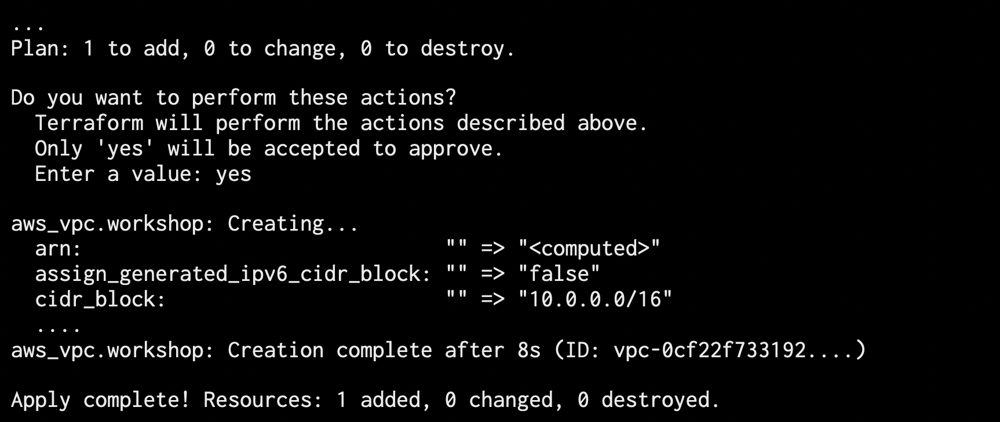 ...
Plan: 1 to add, 0 to change, 0 to destroy.
Do you want to perform these actions?
Terraform will perform the actions described above.
Only 'yes' will be accepted to approve.
Enter a value: yes
aws_vpc.workshop: Creating...
arn: "" => "<computed>"
assign_generated_ipv6_cidr_block: "" => "false"
cidr_block: "" => "10.0.0.0/16"
....
aws_vpc.workshop: Creation complete after 8s (ID: vpc-0cf22f733192....)
Apply complete! Resources: 1 added, 0 changed, 0 destroyed.